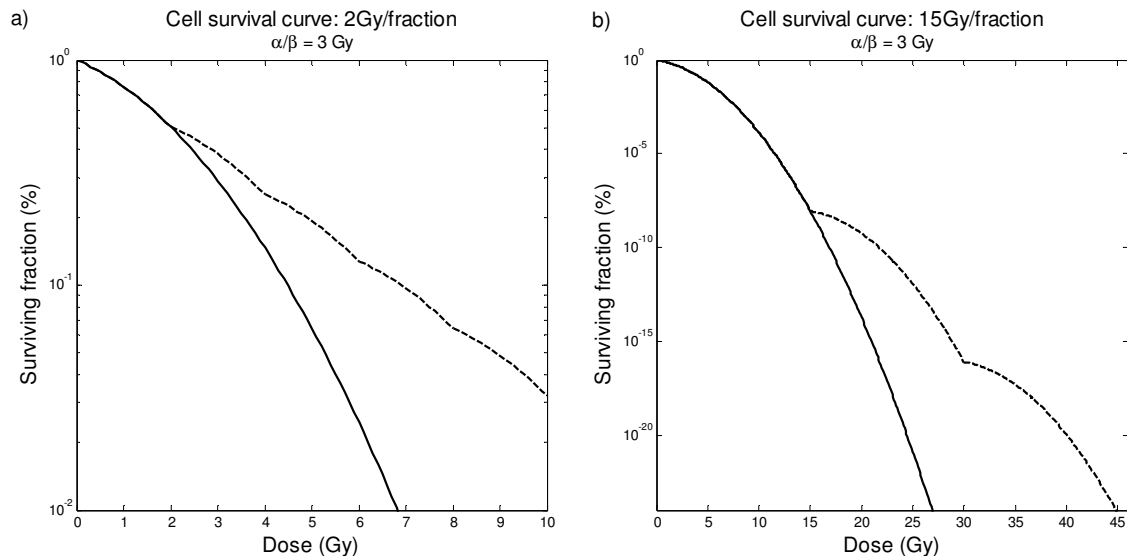 a)
Cell survival curve: 2Gy/fraction
α/β = 3 Gy
Surviving fraction (%)
10^0
10^-1
10^-2
0 1 2 3 4 5 6 7 8 9 10
Dose (Gy)
b)
Cell survival curve: 15Gy/fraction
α/β = 3 Gy
Surviving fraction (%)
10^0
10^-5
10^-10
10^-15
10^-20
0 5 10 15 20 25 30 35 40 45
Dose (Gy)